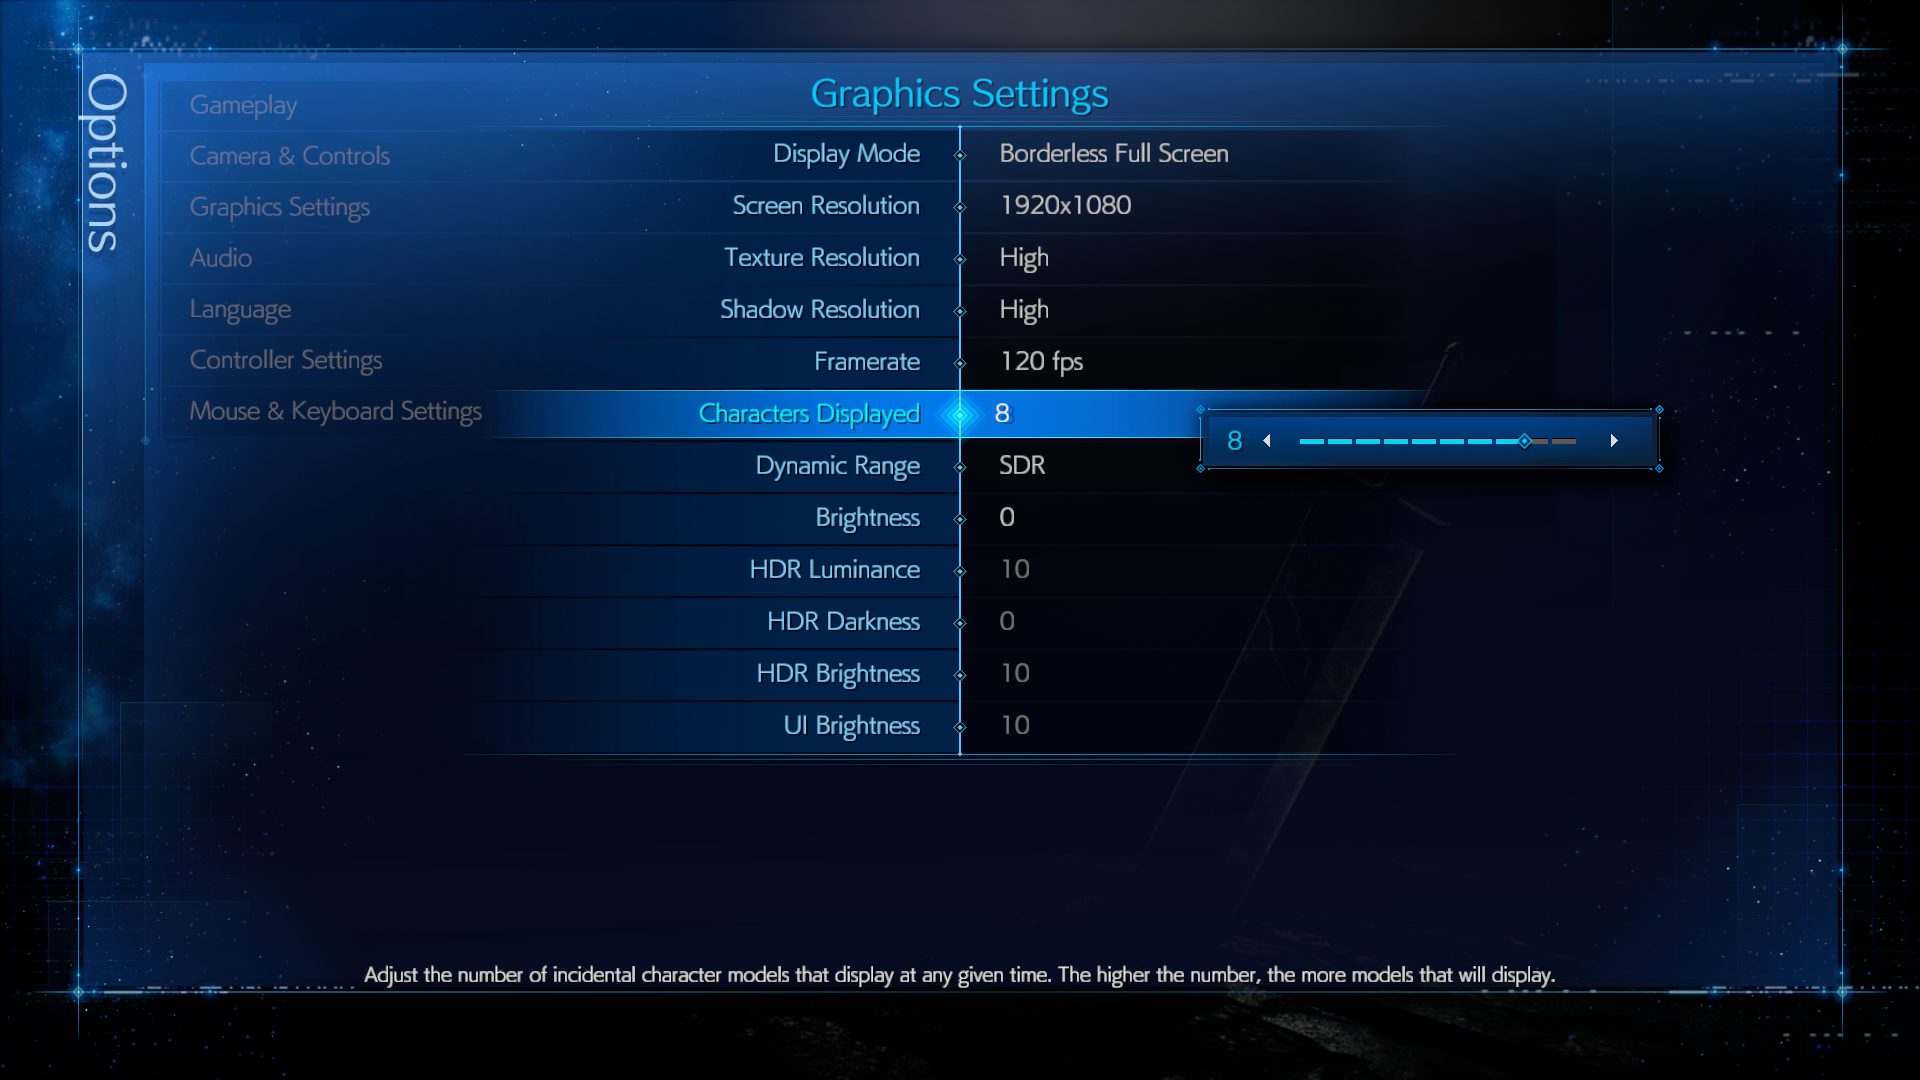 Options
Gameplay
Camera & Controls
Graphics Settings
Audio
Language
Controller Settings
Mouse & Keyboard Settings
Graphics Settings
Display Mode Borderless Full Screen
Screen Resolution 1920x1080
Texture Resolution High
Shadow Resolution High
Framerate 120 fps
Characters Displayed 8
8
Dynamic Range SDR
Brightness 0
HDR Luminance 10
HDR Darkness 0
HDR Brightness 10
UI Brightness 10
Adjust the number of incidental character models that display at any given time. The higher the number, the more models that will display.